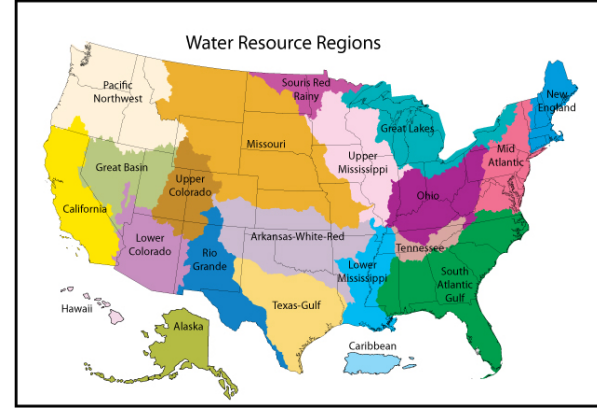 Water Resource Regions
Pacific
Northwest
Souris Red
Rainy
New
England
Great Lakes
Missouri
Mid
Atlantic
Upper
Mississippi
Great Basin
Upper
Colorado
Ohio
California
Lower
Colorado
Rio
Grande
Arkansas-White-Red
Tennessee
Lower
Mississippi
South
Atlantic
Gulf
Texas-Gulf
Hawaii
Alaska
Caribbean